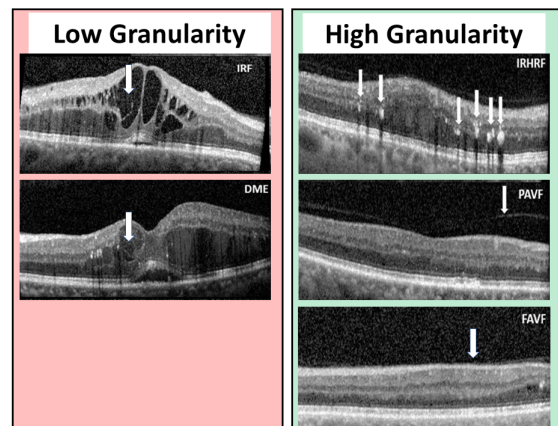 Low Granularity
IRF
DME
High Granularity
IRHRF
PAVF
FAVF